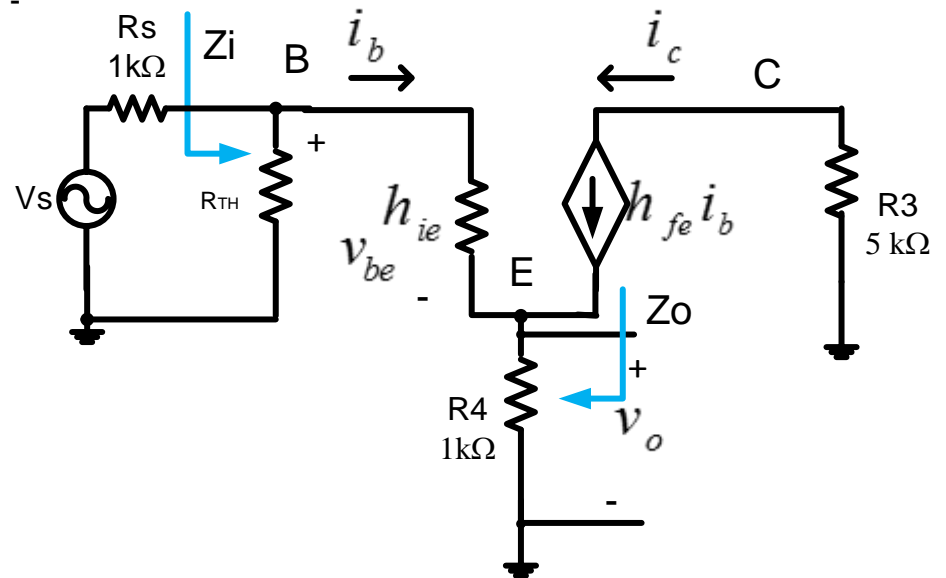 -
Rs
1kΩ
Zi
B
i_b
i_c
C
+
Vs
R_TH
h_ie
v_be
-
h_fe i_b
R3
5 kΩ
E
Zo
R4
1kΩ
+
v_o
-